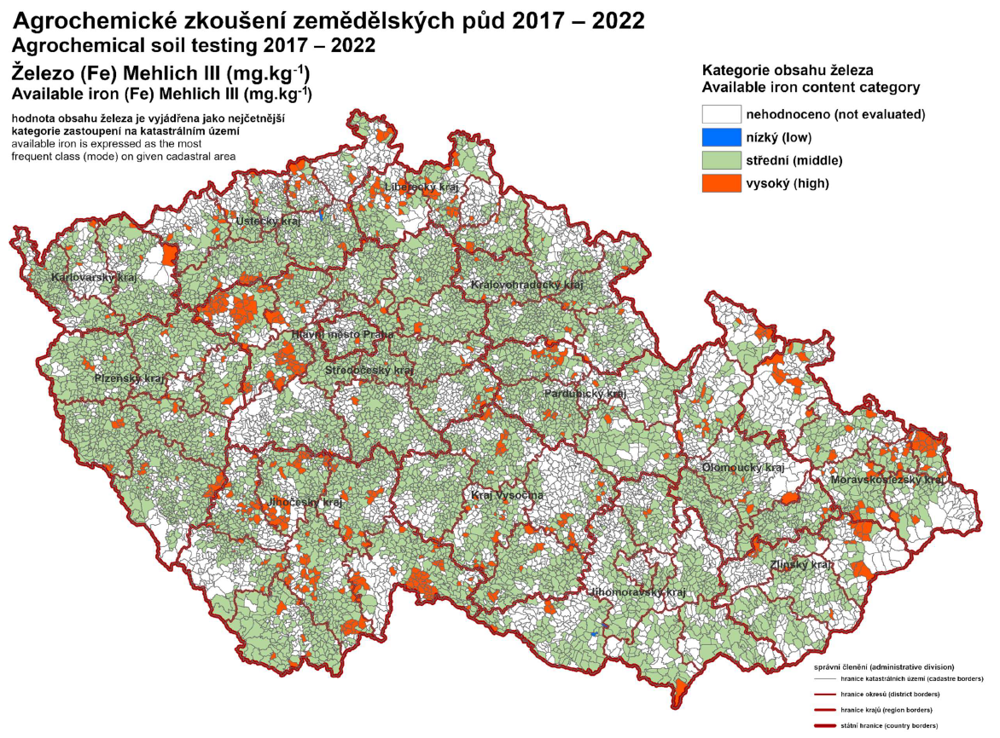 Agrochemické zkoušení zemědělských půd 2017 – 2022
Agrochemical soil testing 2017 – 2022
Železo (Fe) Mehlich III (mg.kg-1)
Available iron (Fe) Mehlich III (mg.kg-1)
hodnota obsahu železa je vyjádřena jako nejčetnější
kategorie zastoupení na katastrálním území
available iron is expressed as the most
frequent class (mode) on given cadastral area
Kategorie obsahu železa
Available iron content category
nehodnoceno (not evaluated)
nízký (low)
střední (middle)
vysoký (high)
Liberecký kraj
Ústecký kraj
Karlovarský kraj
Královohradecký kraj
Hlavní město Praha
Středočeský kraj
Plzeňský kraj
Pardubický kraj
Olomoucký kraj
Moravskoslezský kraj
Kraj Vysočina
Jihočeský kraj
Zlínský kraj
Jihomoravský kraj
správní členění (administrative division)
hranice katastrálních území (cadastre borders)
hranice okresů (district borders)
hranice krajů (region borders)
státní hranice (country borders)